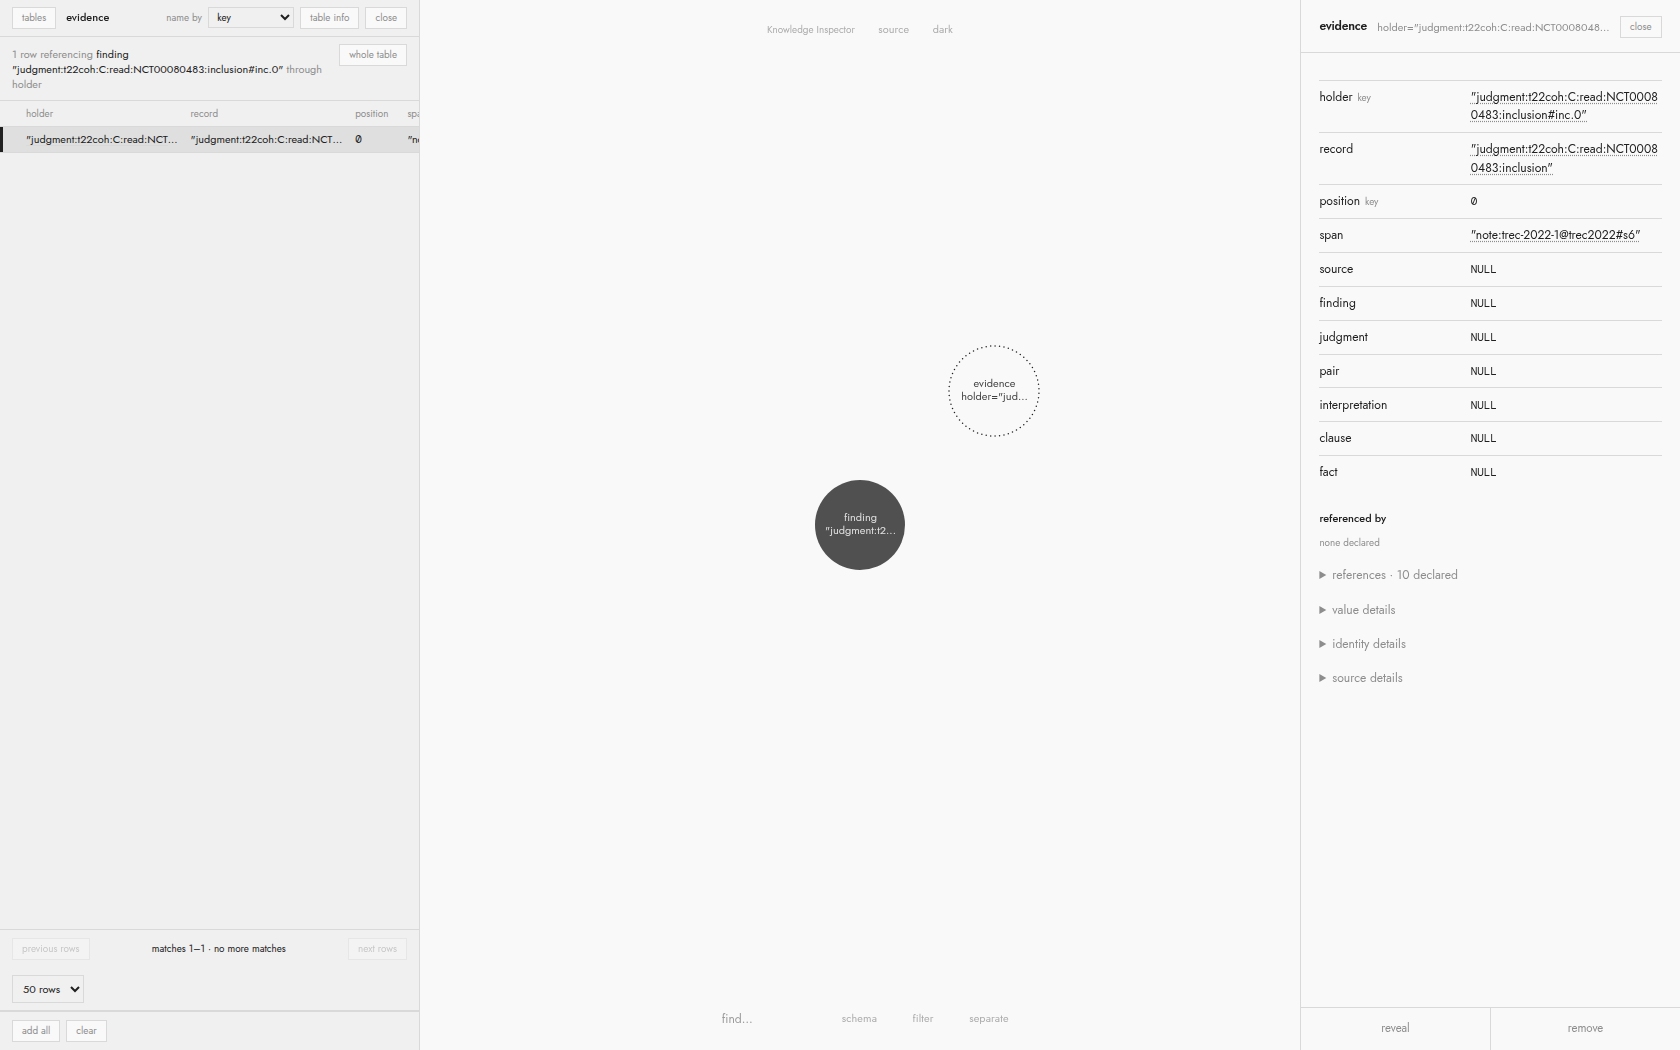 tables evidence name by key table info close
1 row referencing finding whole table
"judgment:t22coh:C:read:NCT00080483:inclusion#inc.0" through
holder
holder record position spa
"judgment:t22coh:C:read:NCT... "judgment:t22coh:C:read:NCT... 0 "no
previous rows matches 1–1 · no more matches next rows
50 rows
add all clear
Knowledge Inspector source dark
evidence
holder="jud...
finding
"judgment:t2...
find... schema filter separate
evidence holder="judgment:t22coh:C:read:NCT0008048... close
holder key "judgment:t22coh:C:read:NCT0008
0483:inclusion#inc.0"
record "judgment:t22coh:C:read:NCT0008
0483:inclusion"
position key 0
span "note:trec-2022-1@trec2022#s6"
source NULL
finding NULL
judgment NULL
pair NULL
interpretation NULL
clause NULL
fact NULL
referenced by
none declared
▶ references · 10 declared
▶ value details
▶ identity details
▶ source details
reveal remove